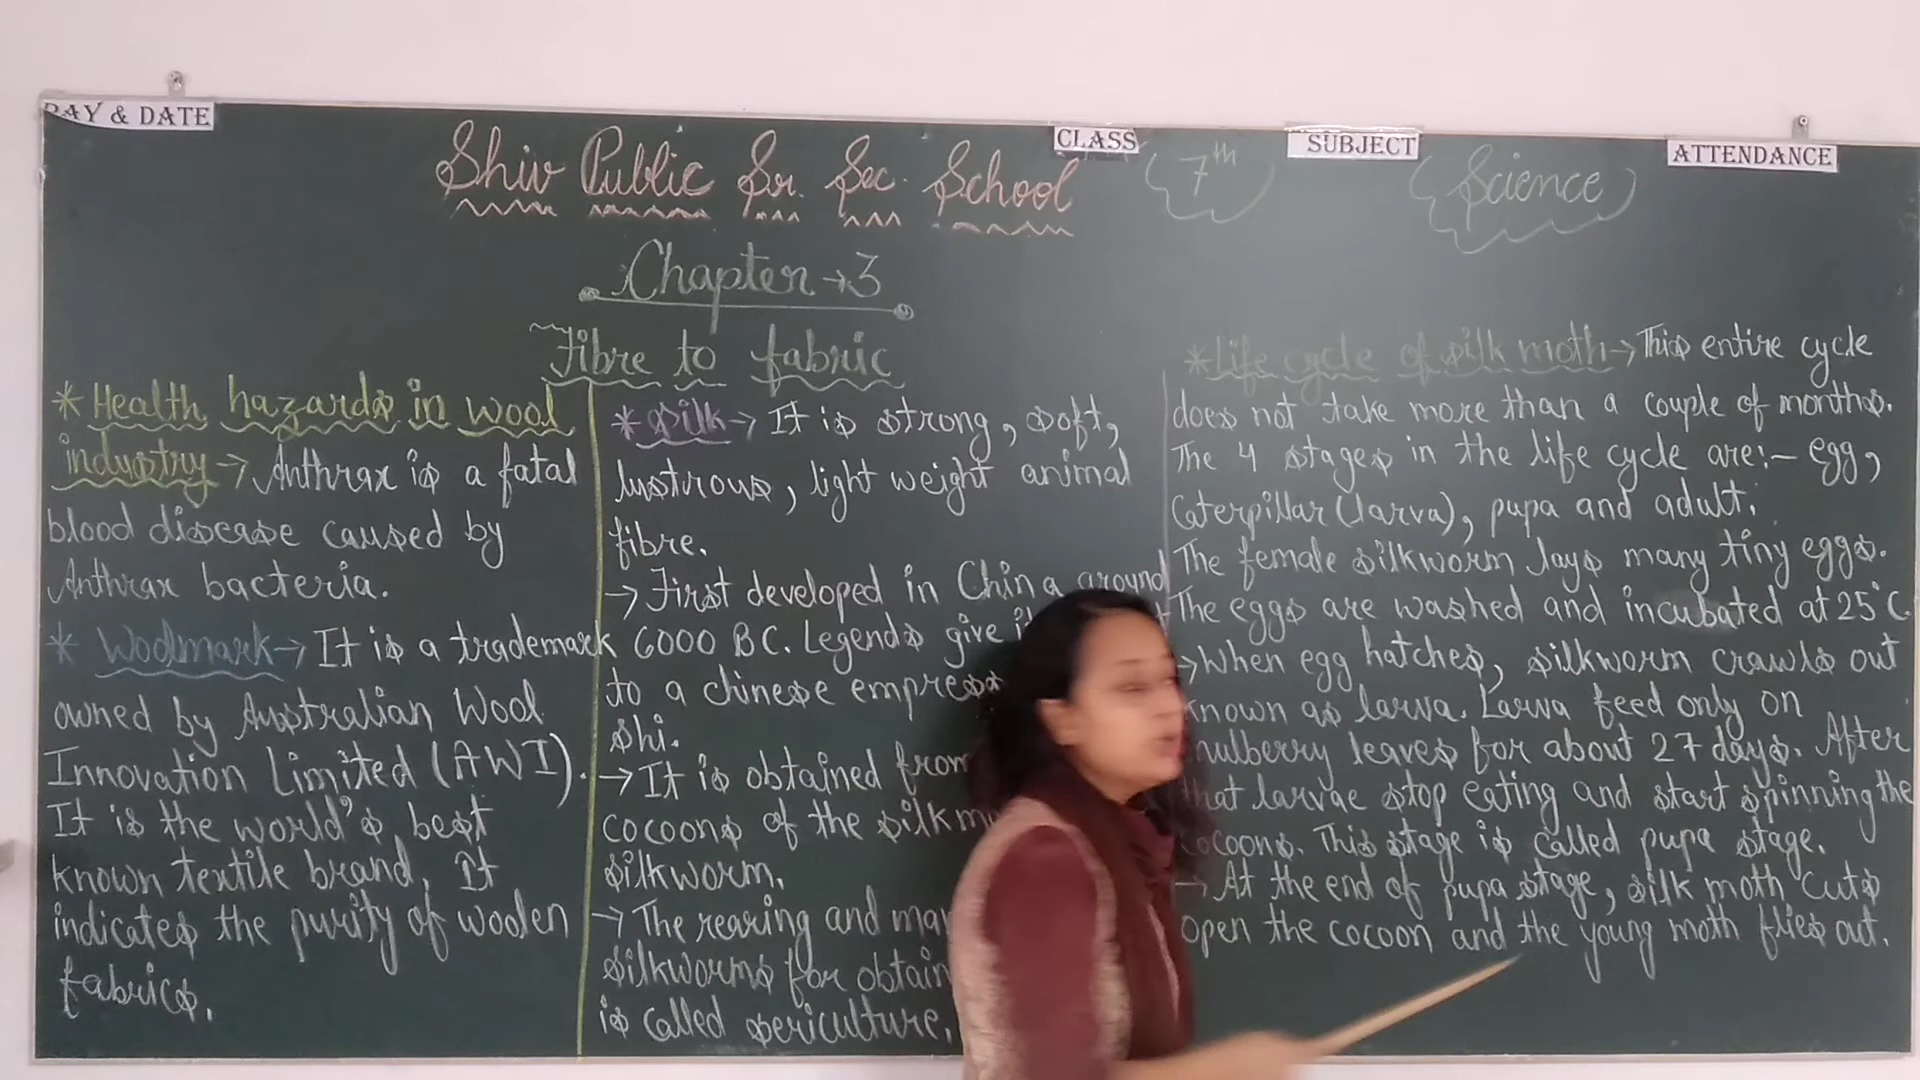 DAY & DATE
CLASS
SUBJECT
ATTENDANCE
Shiv Public Sr. Sec. School
7th
Science
Chapter → 3
Fibre to fabric
* Health hazards in wool
industry → Anthrax is a fatal
blood disease caused by
Anthrax bacteria.
* Woolmark → It is a trademark
owned by Australian Wool
Innovation Limited (AWI).
It is the world's best
known textile brand. It
indicates the purity of woolen
fabrics.
* Silk → It is strong, soft,
lustrous, light weight animal
fibre.
→ First developed in China around
6000 BC. Legends give
to a chinese empress
shi.
→ It is obtained from
cocoons of the silk
silkworm.
→ The rearing and
silkworms for
is called sericulture.
* Life cycle of silk moth → This entire cycle
does not take more than a couple of months.
The 4 stages in the life cycle are:- egg,
Caterpillar (larva), pupa and adult.
The female silkworm lays many tiny eggs.
The eggs are washed and incubated at 25°C.
→ When egg hatches, silkworm crawls out
known as larva. Larva feed only on
mulberry leaves for about 27 days. After
that larvae stop eating and start spinning the
cocoons. This stage is called pupa stage.
→ At the end of pupa stage, silk moth cuts
open the cocoon and the young moth flies out.